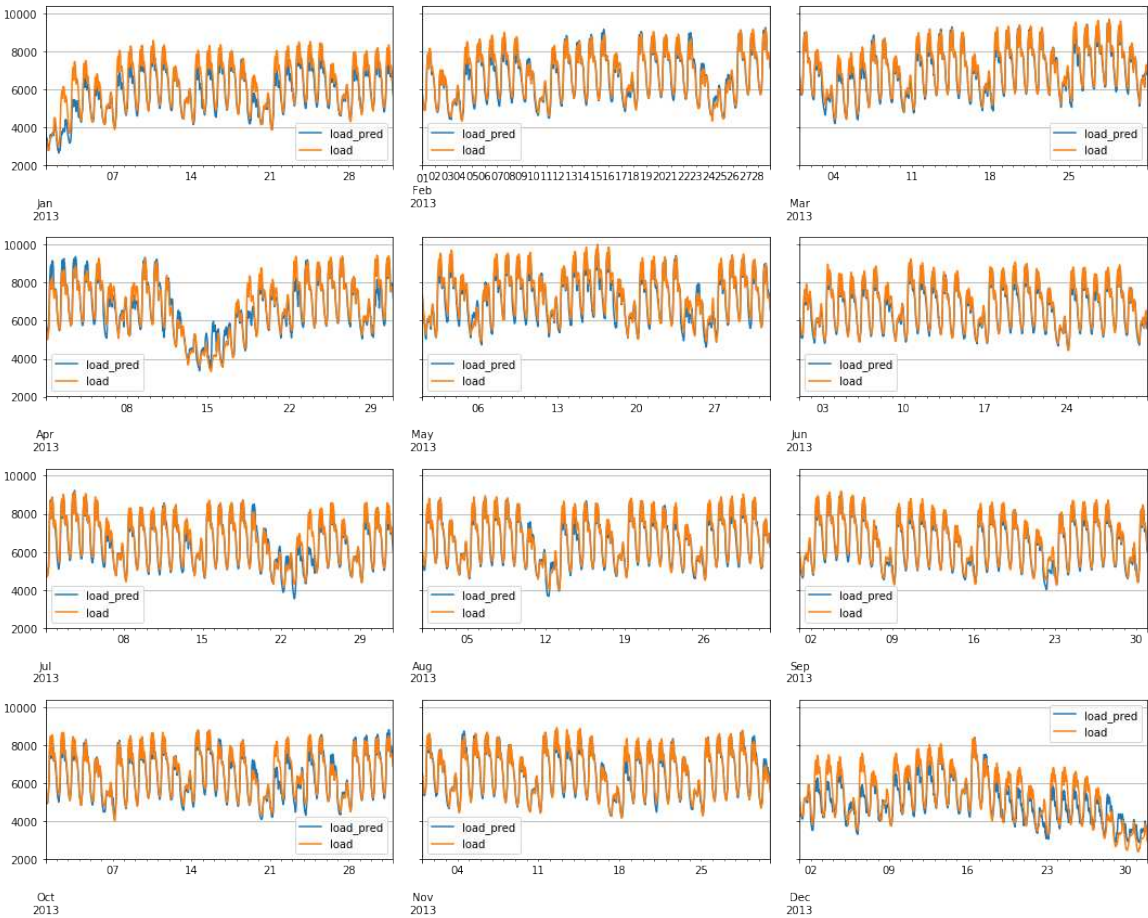 10000
8000
6000
4000
2000
load_pred
load
07
14
21
28
Jan
2013
load_pred
load
01
02 03 04 05 06 07 08 09 10 11 12 13 14 15 16 17 18 19 20 21 22 23 24 25 26 27 28
Feb
2013
load_pred
load
04
11
18
25
Mar
2013
10000
8000
6000
4000
2000
load_pred
load
08
15
22
29
Apr
2013
load_pred
load
06
13
20
27
May
2013
load_pred
load
03
10
17
24
Jun
2013
10000
8000
6000
4000
2000
load_pred
load
08
15
22
29
Jul
2013
load_pred
load
05
12
19
26
Aug
2013
load_pred
load
02
09
16
23
30
Sep
2013
10000
8000
6000
4000
2000
load_pred
load
07
14
21
28
Oct
2013
load_pred
load
04
11
18
25
Nov
2013
load_pred
load
02
09
16
23
30
Dec
2013